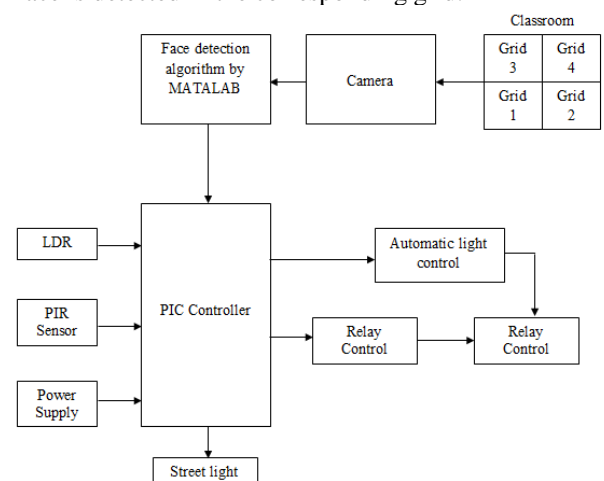 Classroom
Face detection
algorithm by
MATALAB
Camera
Grid
3
Grid
4
Grid
1
Grid
2
LDR
PIR
Sensor
Power
Supply
PIC Controller
Automatic light
control
Relay
Control
Relay
Control
Street light